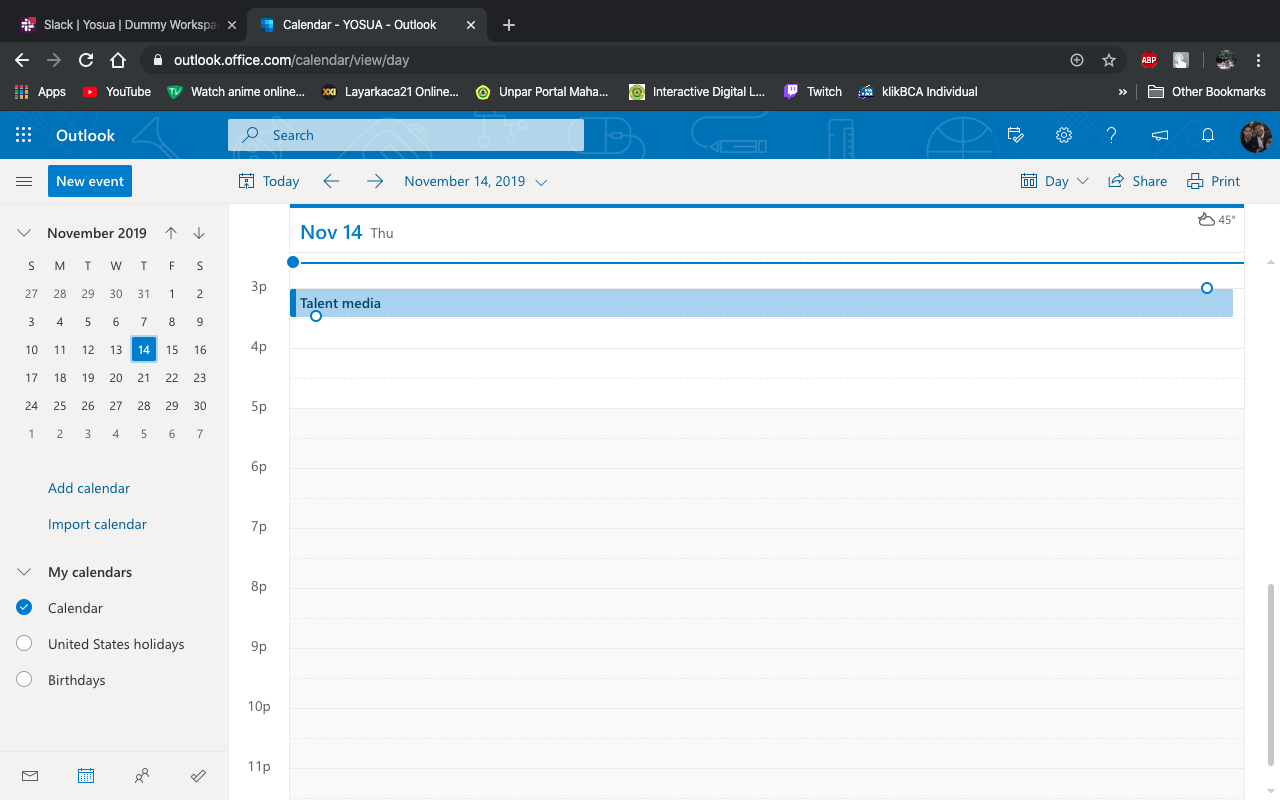 Slack | Yosua | Dummy Workspa
Calendar - YOSUA - Outlook
outlook.office.com/calendar/view/day
ABP
Apps
YouTube
Watch anime online...
Layarkaca21 Online...
Unpar Portal Maha...
Interactive Digital L...
Twitch
klikBCA Individual
»
Other Bookmarks
Outlook
Search
New event
Today
November 14, 2019
Day
Share
Print
November 2019
S M T W T F S
27 28 29 30 31 1 2
3 4 5 6 7 8 9
10 11 12 13 14 15 16
17 18 19 20 21 22 23
24 25 26 27 28 29 30
1 2 3 4 5 6 7
Add calendar
Import calendar
My calendars
Calendar
United States holidays
Birthdays
Nov 14 Thu
45°
3p
Talent media
4p
5p
6p
7p
8p
9p
10p
11p